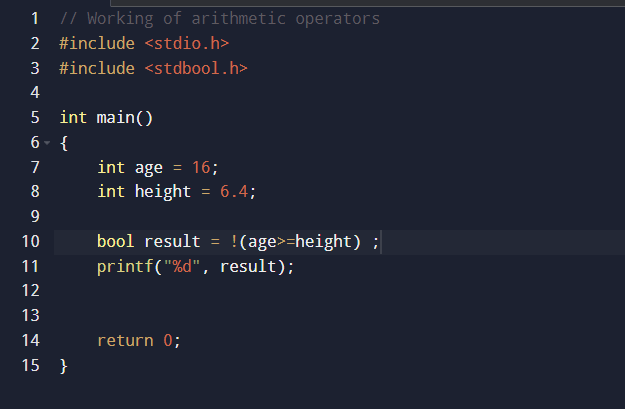 1 // Working of arithmetic operators
2 #include <stdio.h>
3 #include <stdbool.h>
4
5 int main()
6 {
7     int age = 16;
8     int height = 6.4;
9
10     bool result = !(age>=height) ;
11     printf("%d", result);
12
13
14     return 0;
15 }